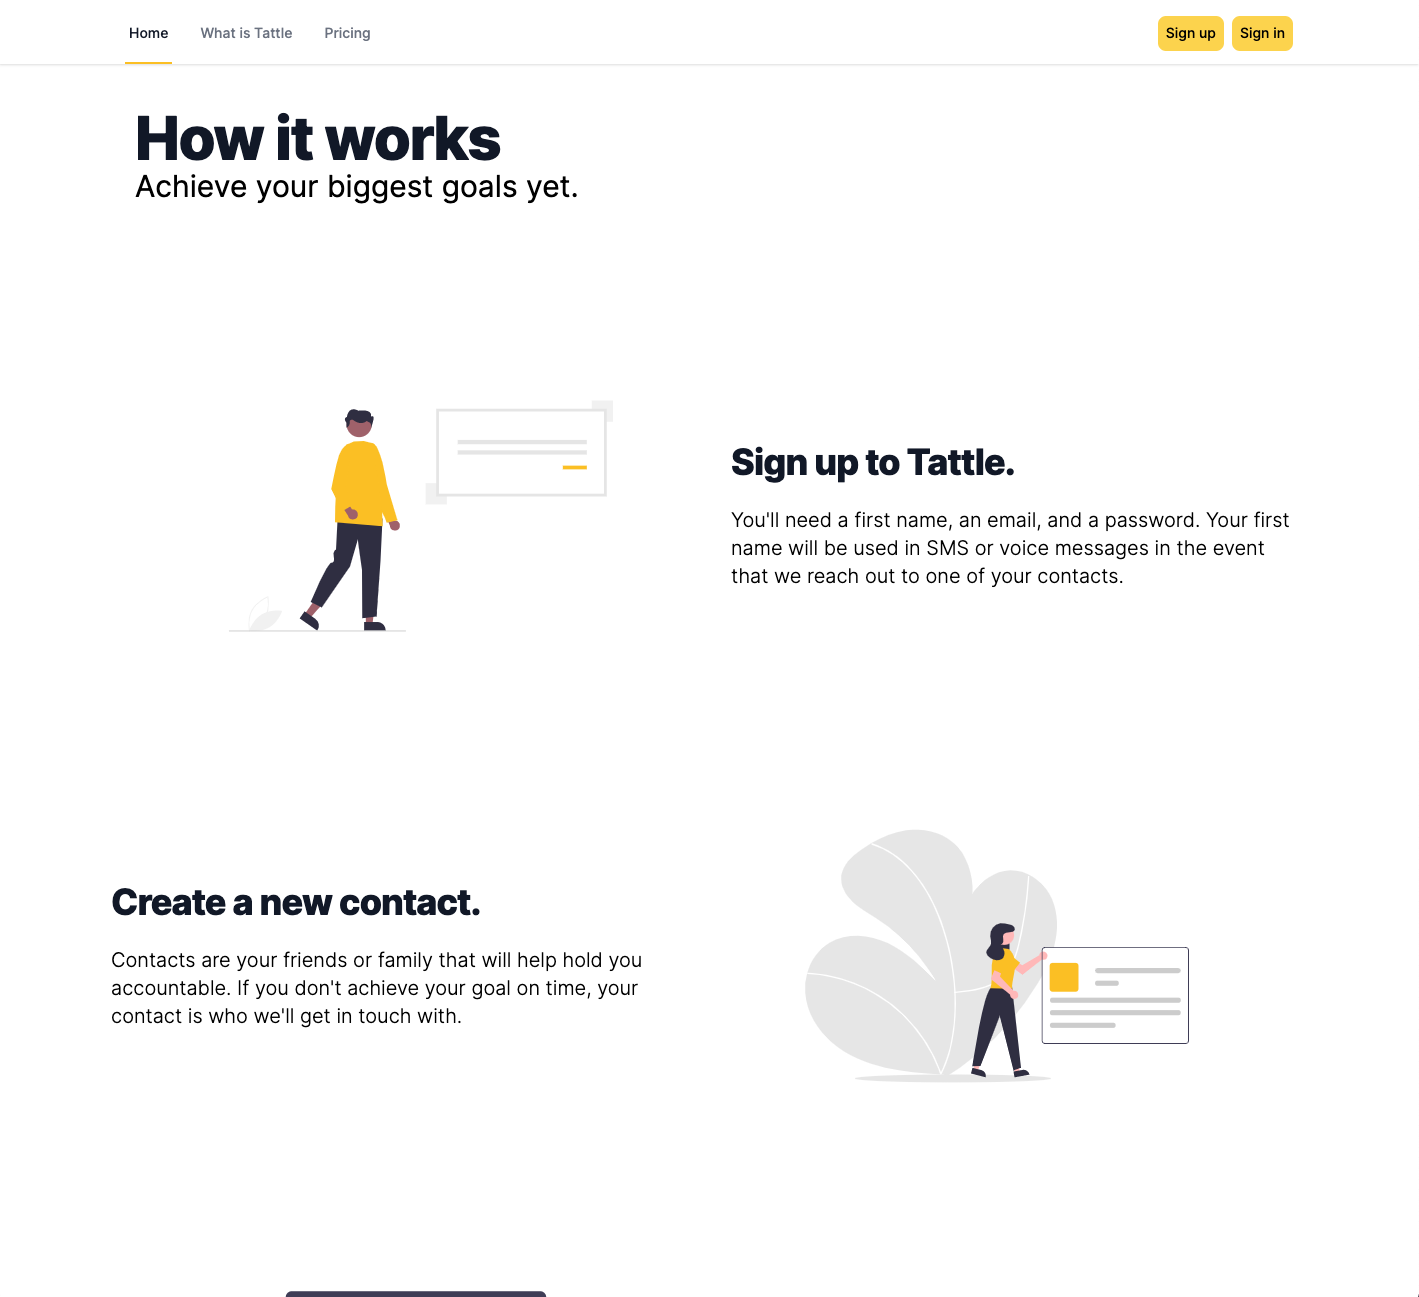 Home
What is Tattle
Pricing
Sign up
Sign in
How it works
Achieve your biggest goals yet.
Sign up to Tattle.
You'll need a first name, an email, and a password. Your first
name will be used in SMS or voice messages in the event
that we reach out to one of your contacts.
Create a new contact.
Contacts are your friends or family that will help hold you
accountable. If you don't achieve your goal on time, your
contact is who we'll get in touch with.